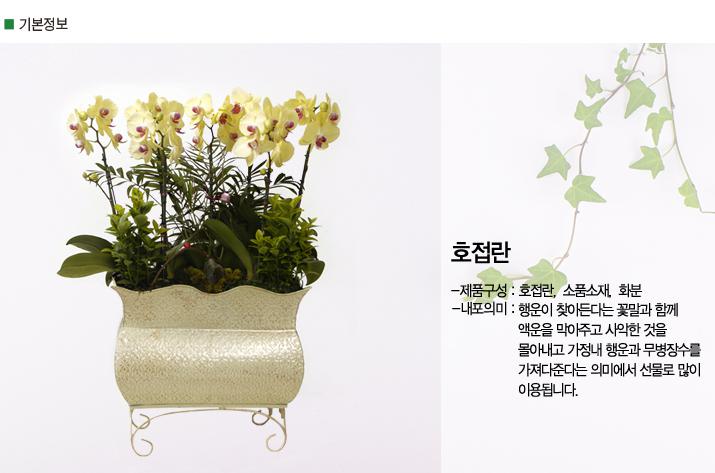 기본정보
호접란
-제품구성 : 호접란, 소품소재, 화분
-내포의미 : 행운이 찾아든다는 꽃말과 함께
액운을 막아주고 사악한 것을
몰아내고 가정내 행운과 무병장수를
가져다준다는 의미에서 선물로 많이
이용됩니다.